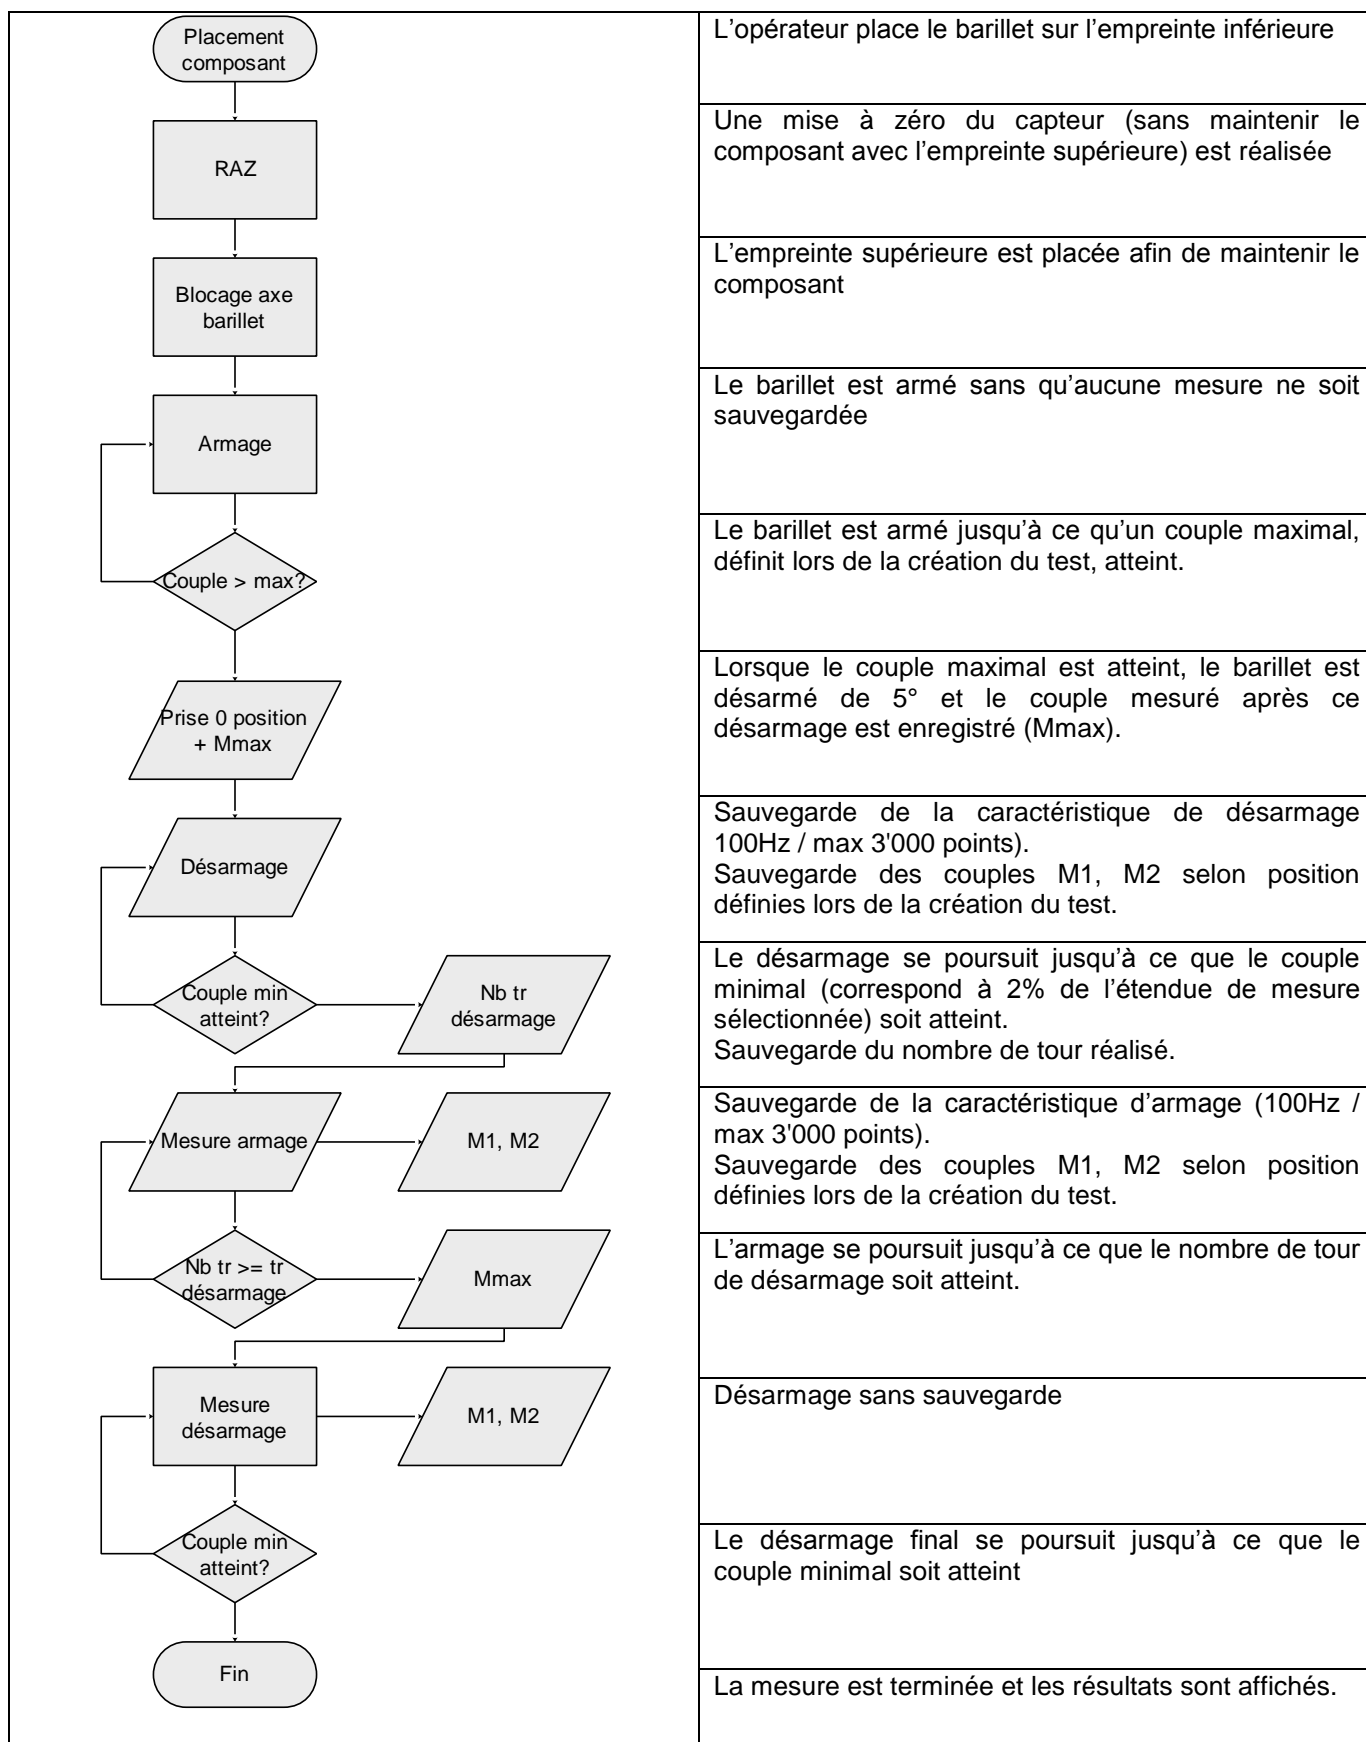 Placement
composant
L’opérateur place le barillet sur l’empreinte inférieure
RAZ
Une mise à zéro du capteur (sans maintenir le
composant avec l’empreinte supérieure) est réalisée
Blocage axe
barillet
L’empreinte supérieure est placée afin de maintenir le
composant
Armage
Le barillet est armé sans qu’aucune mesure ne soit
sauvegardée
Couple > max?
Le barillet est armé jusqu’à ce qu’un couple maximal,
définit lors de la création du test, atteint.
Prise 0 position
+ Mmax
Lorsque le couple maximal est atteint, le barillet est
désarmé de 5° et le couple mesuré après ce
désarmage est enregistré (Mmax).
Désarmage
Sauvegarde de la caractéristique de désarmage
100Hz / max 3'000 points).
Sauvegarde des couples M1, M2 selon position
définies lors de la création du test.
Couple min
atteint?
Nb tr
désarmage
Le désarmage se poursuit jusqu’à ce que le couple
minimal (correspond à 2% de l’étendue de mesure
sélectionnée) soit atteint.
Sauvegarde du nombre de tour réalisé.
Mesure armage
M1, M2
Sauvegarde de la caractéristique d’armage (100Hz /
max 3'000 points).
Sauvegarde des couples M1, M2 selon position
définies lors de la création du test.
Nb tr >= tr
désarmage
Mmax
L’armage se poursuit jusqu’à ce que le nombre de tour
de désarmage soit atteint.
Mesure
désarmage
M1, M2
Désarmage sans sauvegarde
Couple min
atteint?
Le désarmage final se poursuit jusqu’à ce que le
couple minimal soit atteint
Fin
La mesure est terminée et les résultats sont affichés.